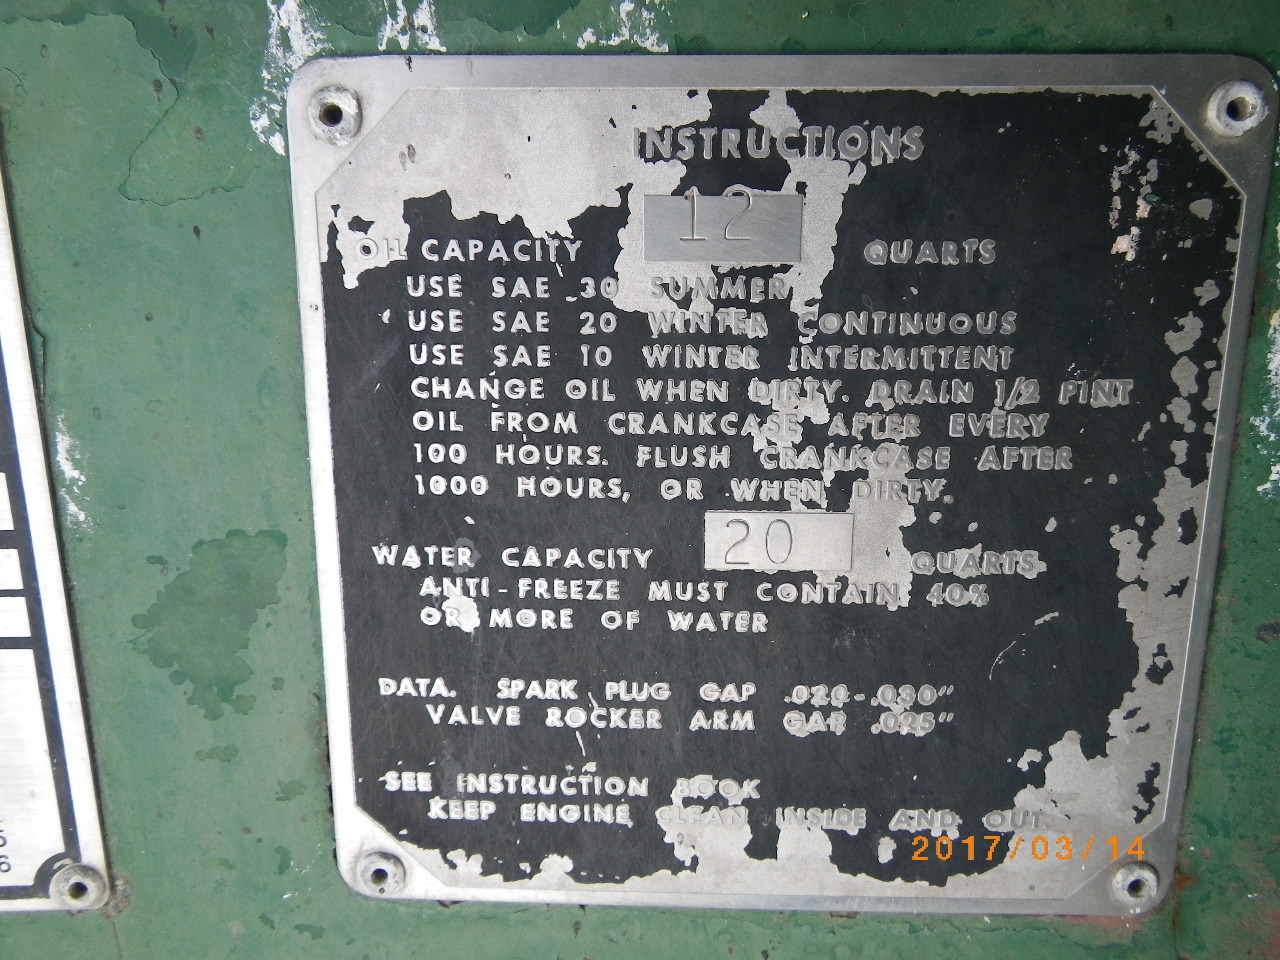 INSTRUCTIONS
12
OIL CAPACITY QUARTS
USE SAE 30 SUMMER
USE SAE 20 WINTER CONTINUOUS
USE SAE 10 WINTER INTERMITTENT
CHANGE OIL WHEN DIRTY. DRAIN 1/2 PINT
OIL FROM CRANKCASE AFTER EVERY
100 HOURS. FLUSH CRANKCASE AFTER
1000 HOURS, OR WHEN DIRTY.
20
WATER CAPACITY QUARTS
ANTI-FREEZE MUST CONTAIN 40%
OR MORE OF WATER
DATA. SPARK PLUG GAP .020-.030"
VALVE ROCKER ARM GAP .025"
SEE INSTRUCTION BOOK
KEEP ENGINE CLEAN INSIDE AND OUT
2017/03/14
6